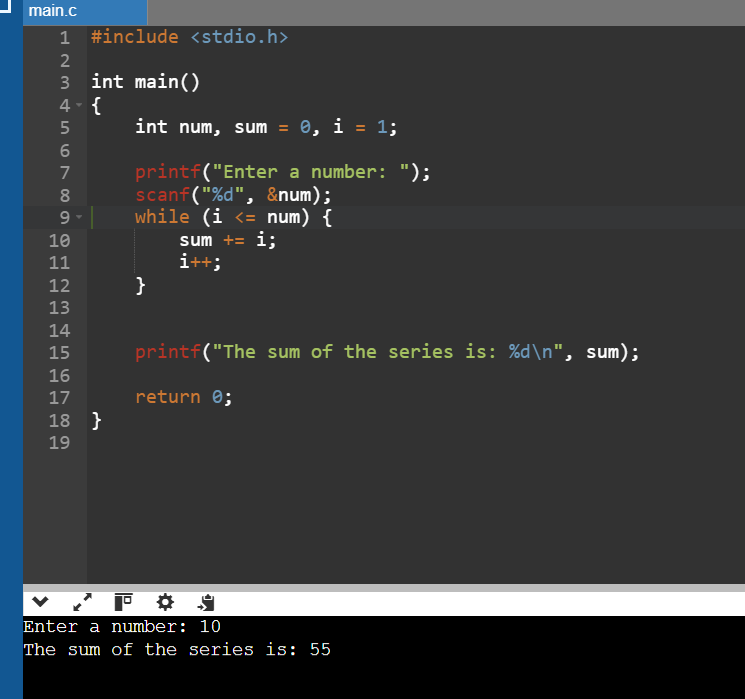 main.c
1 #include <stdio.h>
2
3 int main()
4 {
5     int num, sum = 0, i = 1;
6
7     printf("Enter a number: ");
8     scanf("%d", &num);
9     while (i <= num) {
10         sum += i;
11         i++;
12     }
13
14
15     printf("The sum of the series is: %d\n", sum);
16
17     return 0;
18 }
19
Enter a number: 10
The sum of the series is: 55